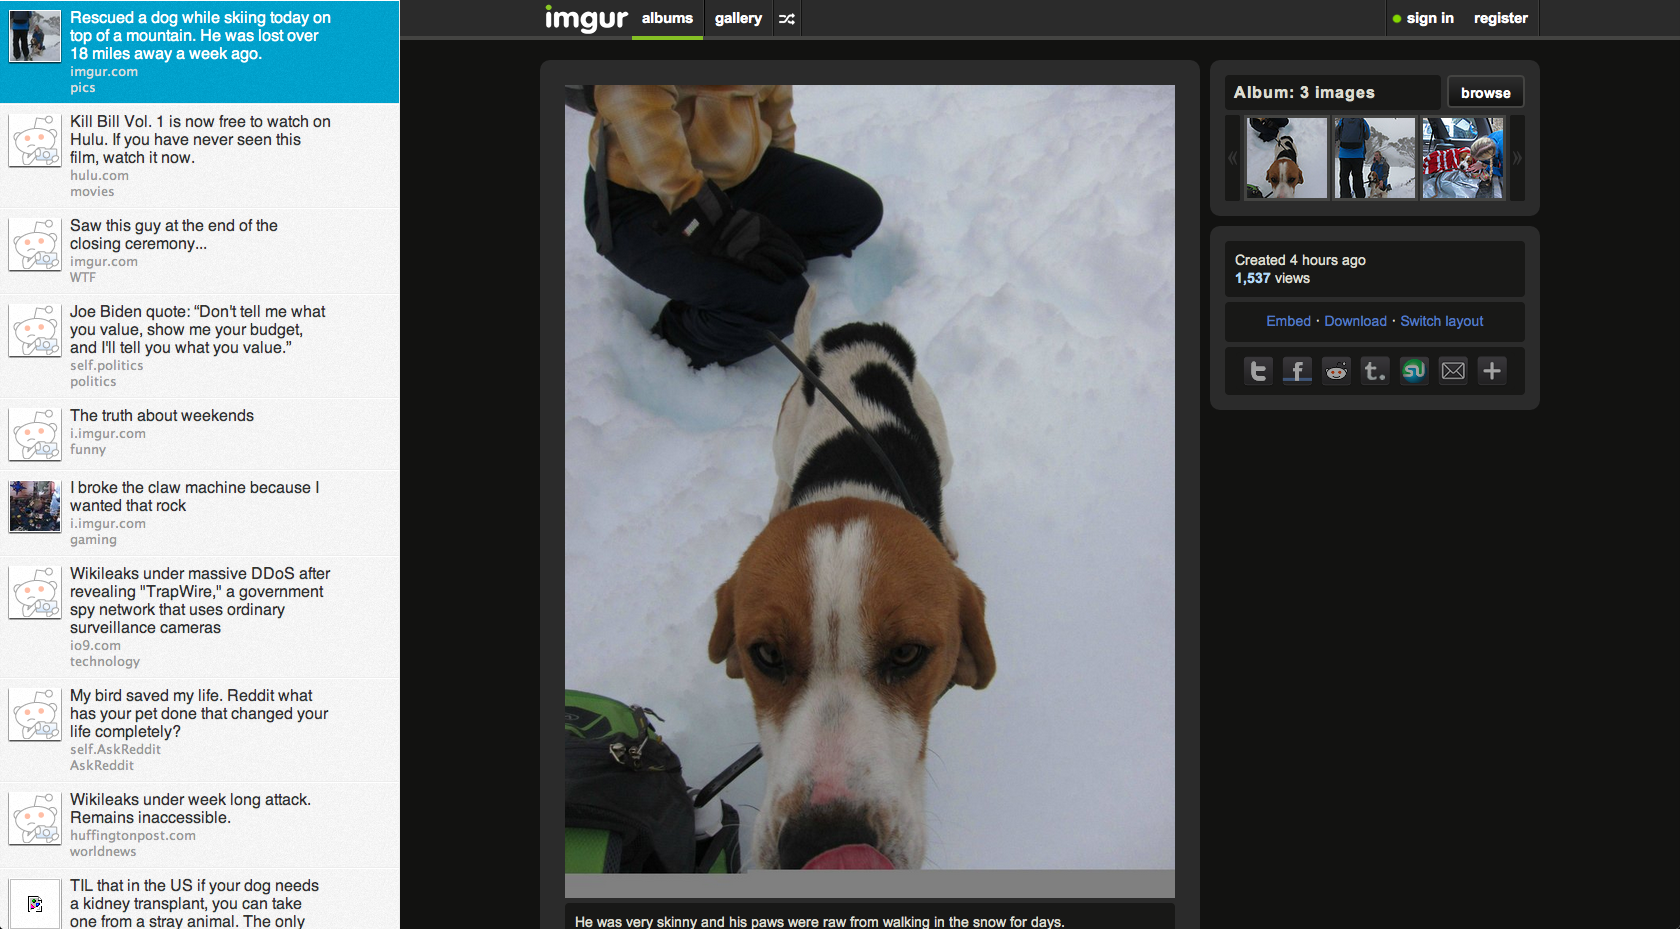 Rescued a dog while skiing today on
top of a mountain. He was lost over
18 miles away a week ago.
imgur.com
pics
Kill Bill Vol. 1 is now free to watch on
Hulu. If you have never seen this
film, watch it now.
hulu.com
movies
Saw this guy at the end of the
closing ceremony...
imgur.com
WTF
Joe Biden quote: “Don't tell me what
you value, show me your budget,
and I'll tell you what you value.”
self.politics
politics
The truth about weekends
i.imgur.com
funny
I broke the claw machine because I
wanted that rock
i.imgur.com
gaming
Wikileaks under massive DDoS after
revealing "TrapWire," a government
spy network that uses ordinary
surveillance cameras
io9.com
technology
My bird saved my life. Reddit what
has your pet done that changed your
life completely?
self.AskReddit
AskReddit
Wikileaks under week long attack.
Remains inaccessible.
huffingtonpost.com
worldnews
TIL that in the US if your dog needs
a kidney transplant, you can take
one from a stray animal. The only
imgur albums gallery sign in register
Album: 3 images browse
Created 4 hours ago
1,537 views
Embed · Download · Switch layout
He was very skinny and his paws were raw from walking in the snow for days.